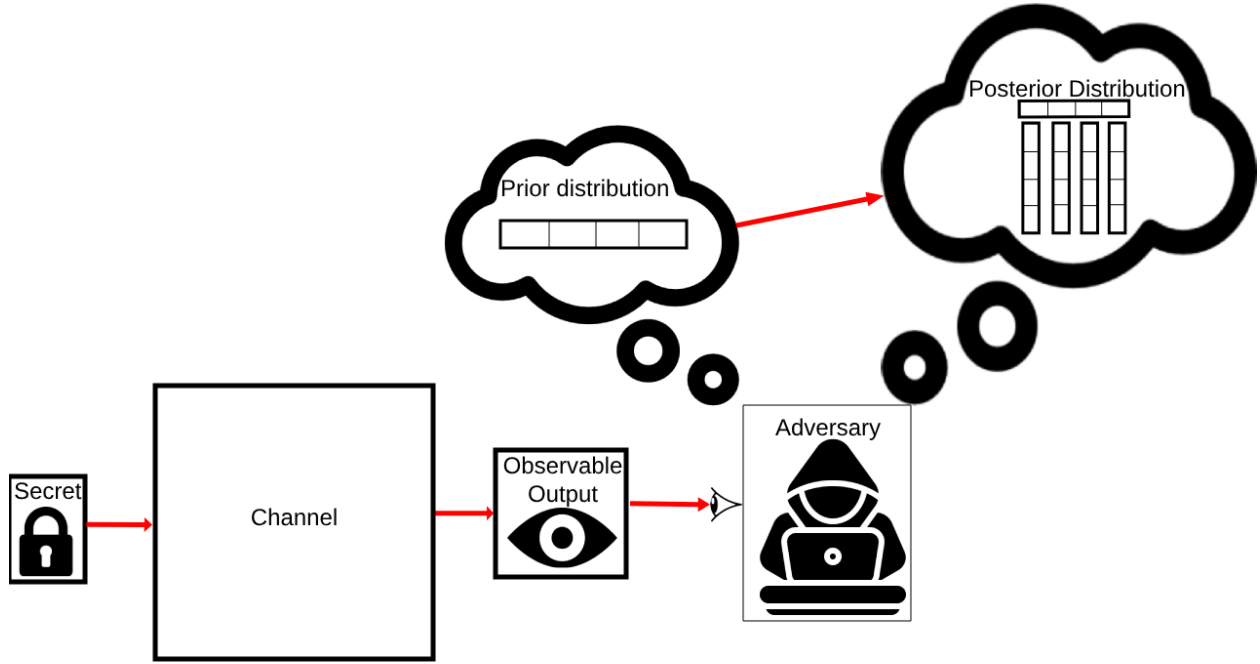 Posterior Distribution
Prior distribution
Adversary
Observable
Output
Secret
Channel